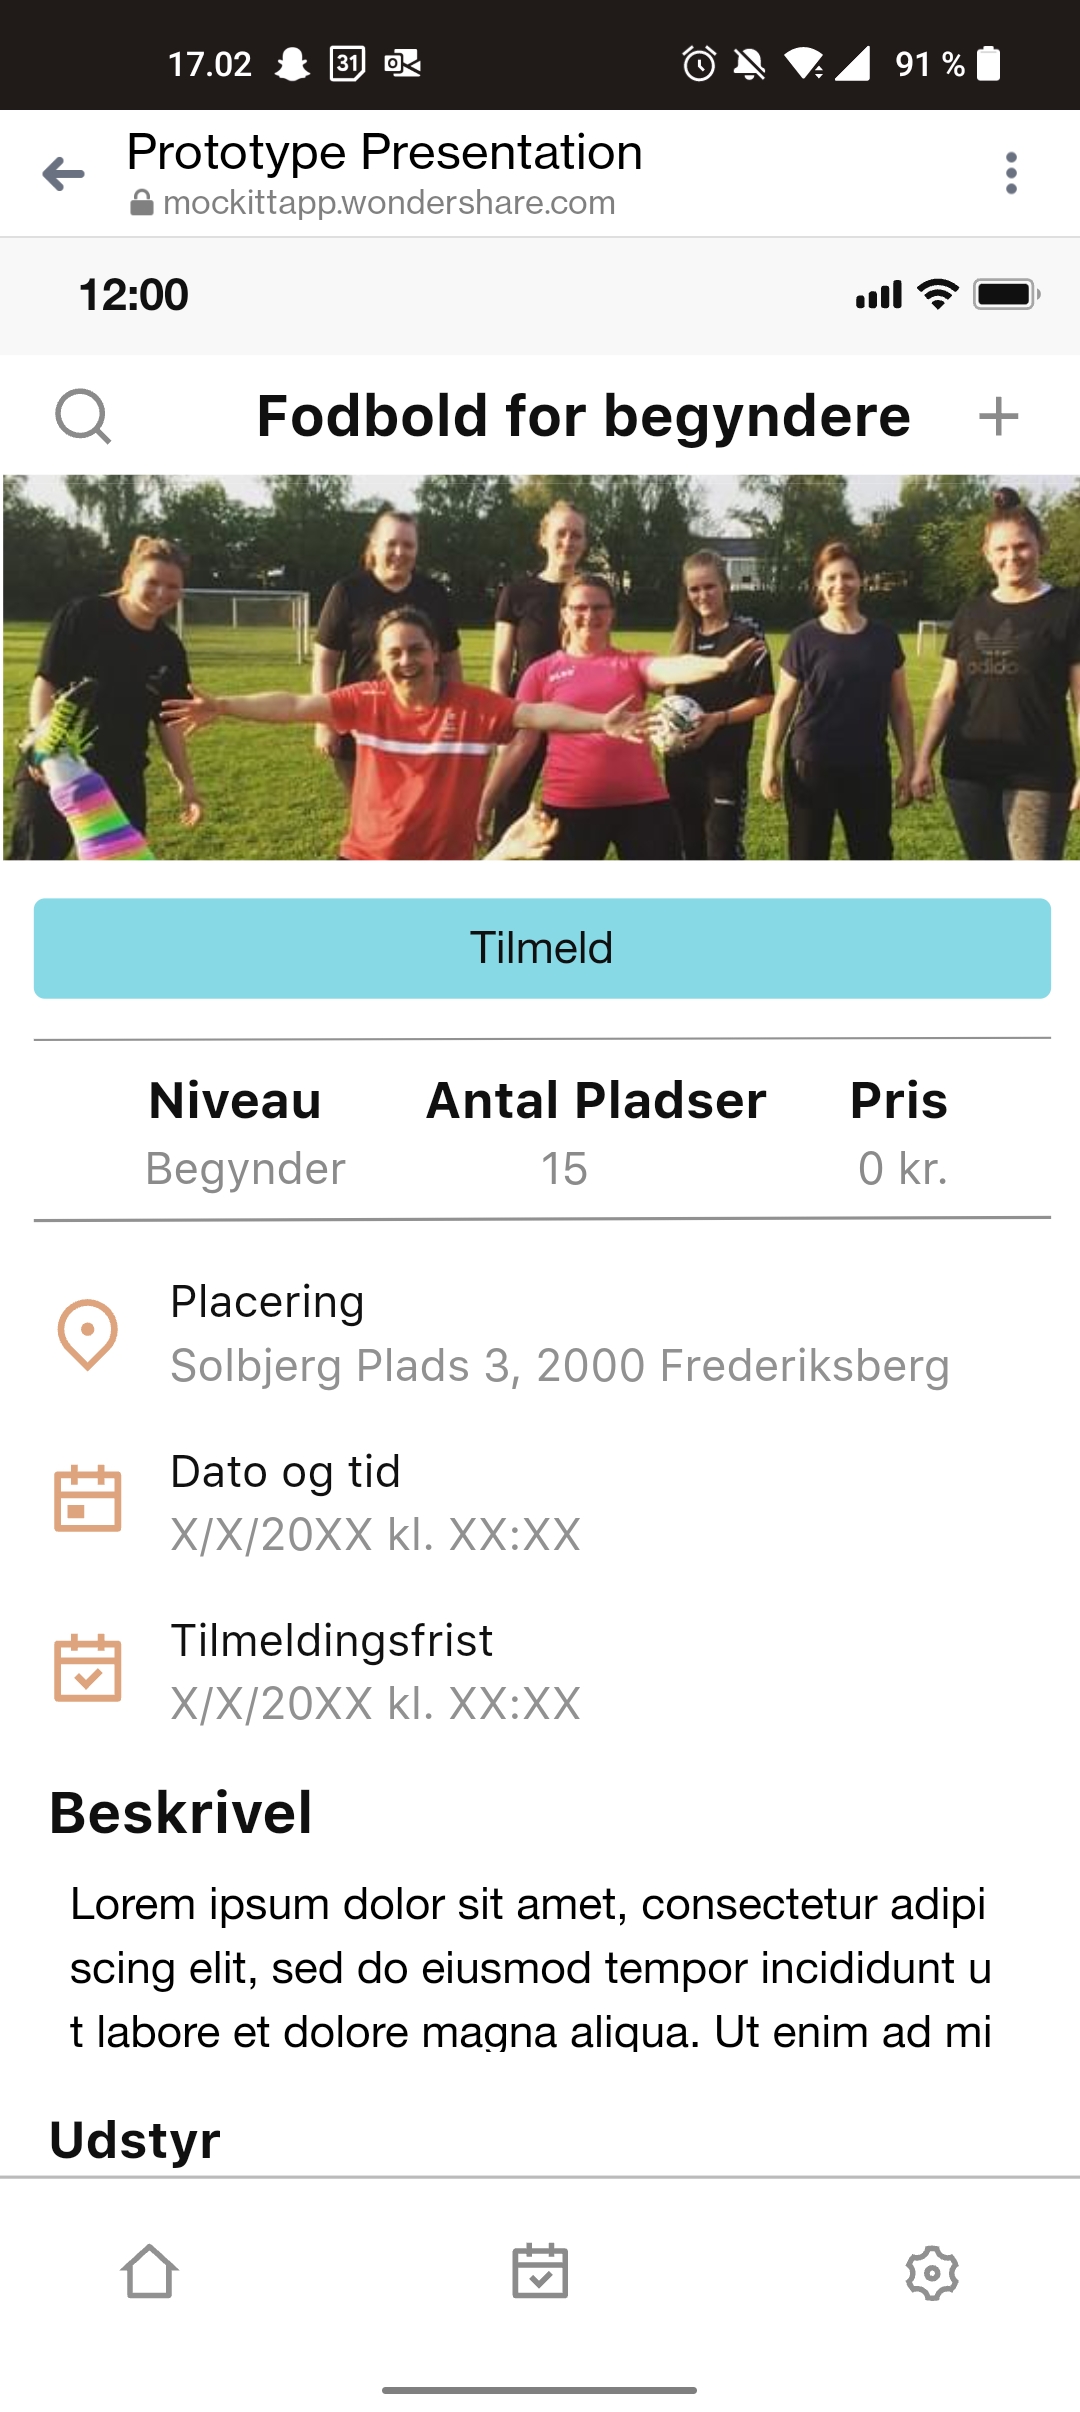 17.02
31
91 %
Prototype Presentation
mockittapp.wondershare.com
12:00
Fodbold for begyndere
adidas
Tilmeld
Niveau Antal Pladser Pris
Begynder 15 0 kr.
Placering
Solbjerg Plads 3, 2000 Frederiksberg
Dato og tid
X/X/20XX kl. XX:XX
Tilmeldingsfrist
X/X/20XX kl. XX:XX
Beskrivel
Lorem ipsum dolor sit amet, consectetur adipi
scing elit, sed do eiusmod tempor incididunt u
t labore et dolore magna aliqua. Ut enim ad mi
Udstyr